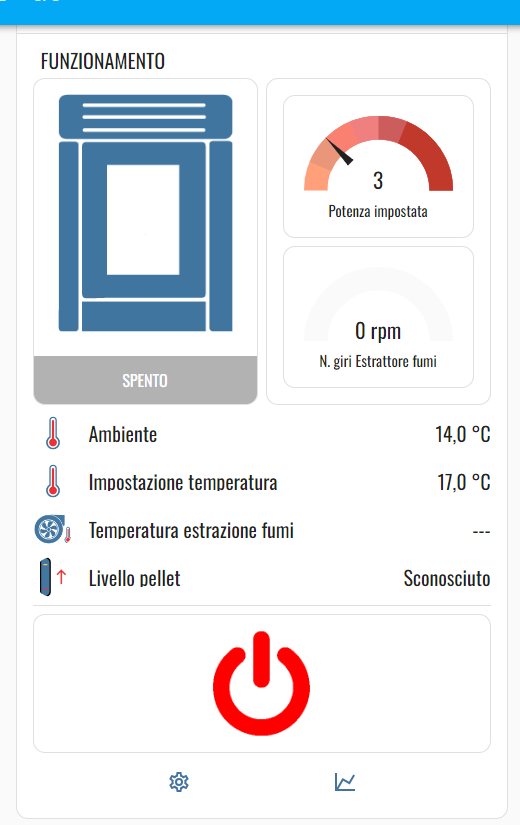 FUNZIONAMENTO
3
Potenza impostata
0 rpm
N. giri Estrattore fumi
SPENTO
Ambiente 14,0 °C
Impostazione temperatura 17,0 °C
Temperatura estrazione fumi ---
Livello pellet Sconosciuto